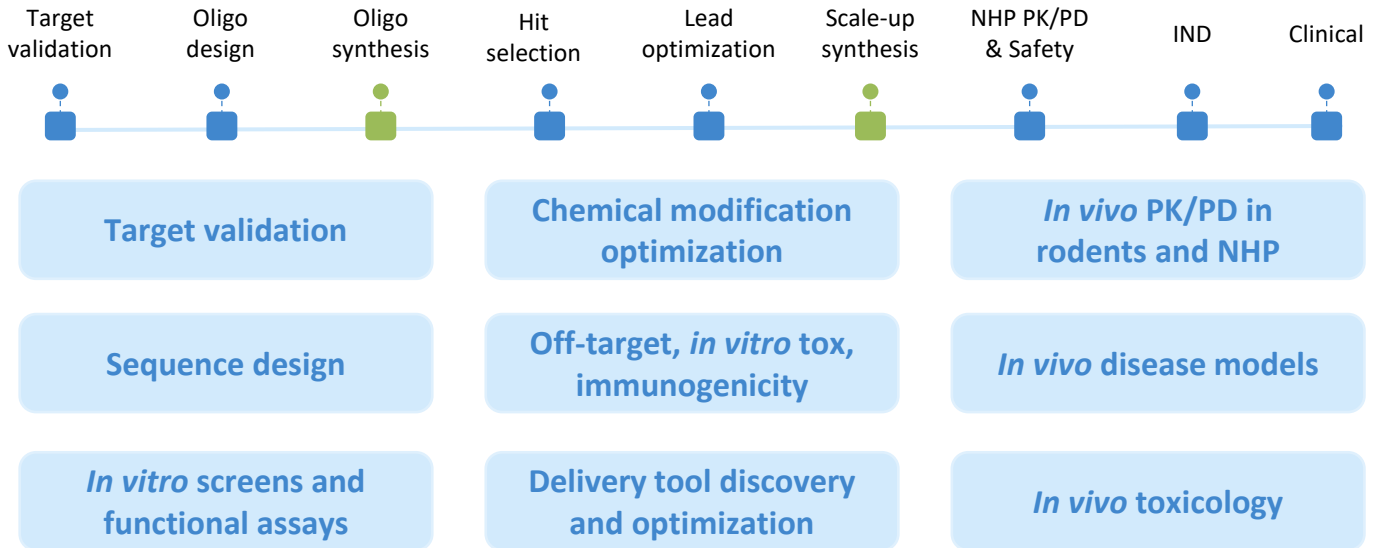 Target
validation
Oligo
design
Oligo
synthesis
Hit
selection
Lead
optimization
Scale-up
synthesis
NHP PK/PD
& Safety
IND
Clinical
Target validation
Chemical modification
optimization
In vivo PK/PD in
rodents and NHP
Sequence design
Off-target, in vitro tox,
immunogenicity
In vivo disease models
In vitro screens and
functional assays
Delivery tool discovery
and optimization
In vivo toxicology